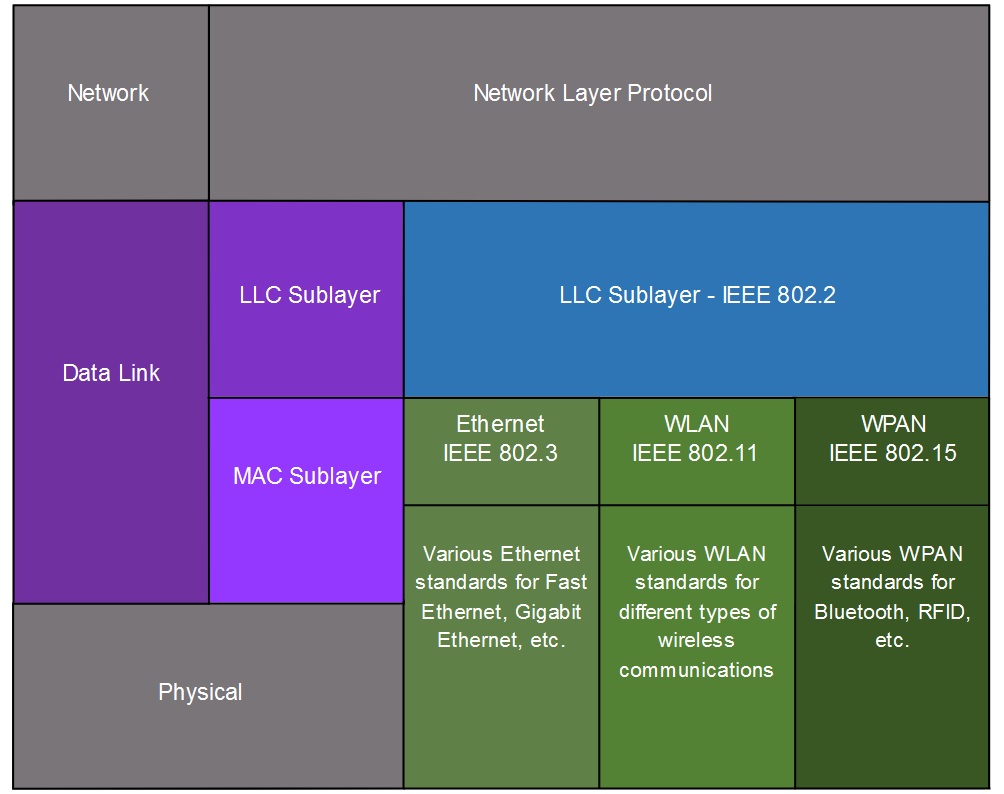 Network
Network Layer Protocol
Data Link
LLC Sublayer
LLC Sublayer - IEEE 802.2
MAC Sublayer
Ethernet
IEEE 802.3
WLAN
IEEE 802.11
WPAN
IEEE 802.15
Various Ethernet
standards for Fast
Ethernet, Gigabit
Ethernet, etc.
Various WLAN
standards for
different types of
wireless
communications
Various WPAN
standards for
Bluetooth, RFID,
etc.
Physical